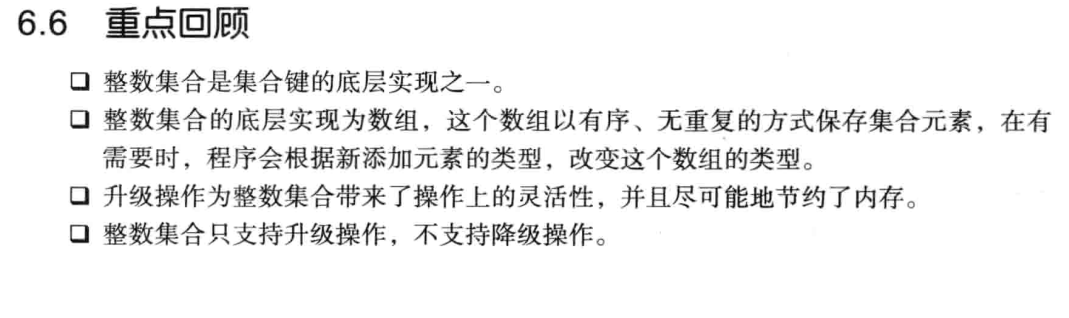 6.6 重点回顾
❑ 整数集合是集合键的底层实现之一。
❑ 整数集合的底层实现为数组，这个数组以有序、无重复的方式保存集合元素，在有
需要时，程序会根据新添加元素的类型，改变这个数组的类型。
❑ 升级操作为整数集合带来了操作上的灵活性，并且尽可能地节约了内存。
❑ 整数集合只支持升级操作，不支持降级操作。